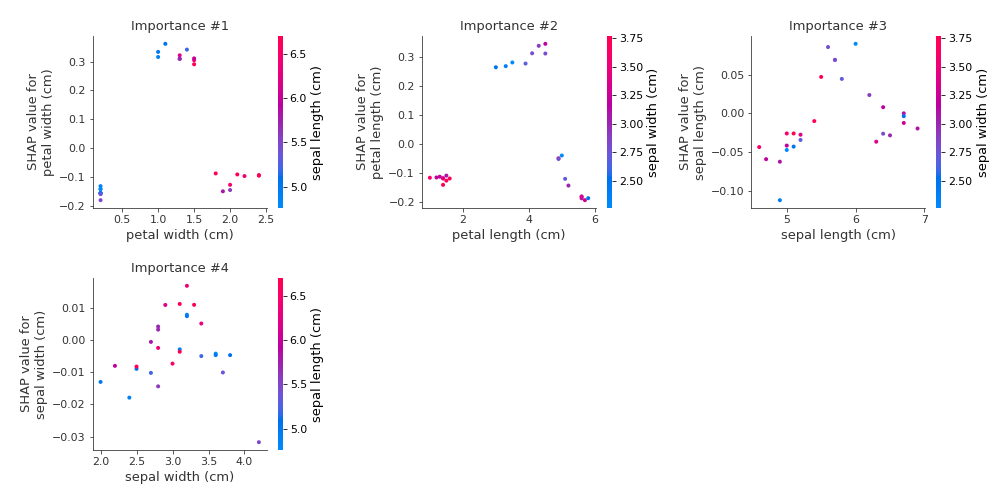 Importance #1
SHAP value for
petal width (cm)
0.3
0.2
0.1
0.0
−0.1
−0.2
0.5
1.0
1.5
2.0
2.5
petal width (cm)
6.5
6.0
5.5
5.0
sepal length (cm)
Importance #2
SHAP value for
petal length (cm)
0.3
0.2
0.1
0.0
−0.1
−0.2
2
4
6
petal length (cm)
3.75
3.50
3.25
3.00
2.75
2.50
sepal width (cm)
Importance #3
SHAP value for
sepal length (cm)
0.05
0.00
−0.05
−0.10
5
6
7
sepal length (cm)
3.75
3.50
3.25
3.00
2.75
2.50
sepal width (cm)
Importance #4
SHAP value for
sepal width (cm)
0.01
0.00
−0.01
−0.02
−0.03
2.0
2.5
3.0
3.5
4.0
sepal width (cm)
6.5
6.0
5.5
5.0
sepal length (cm)